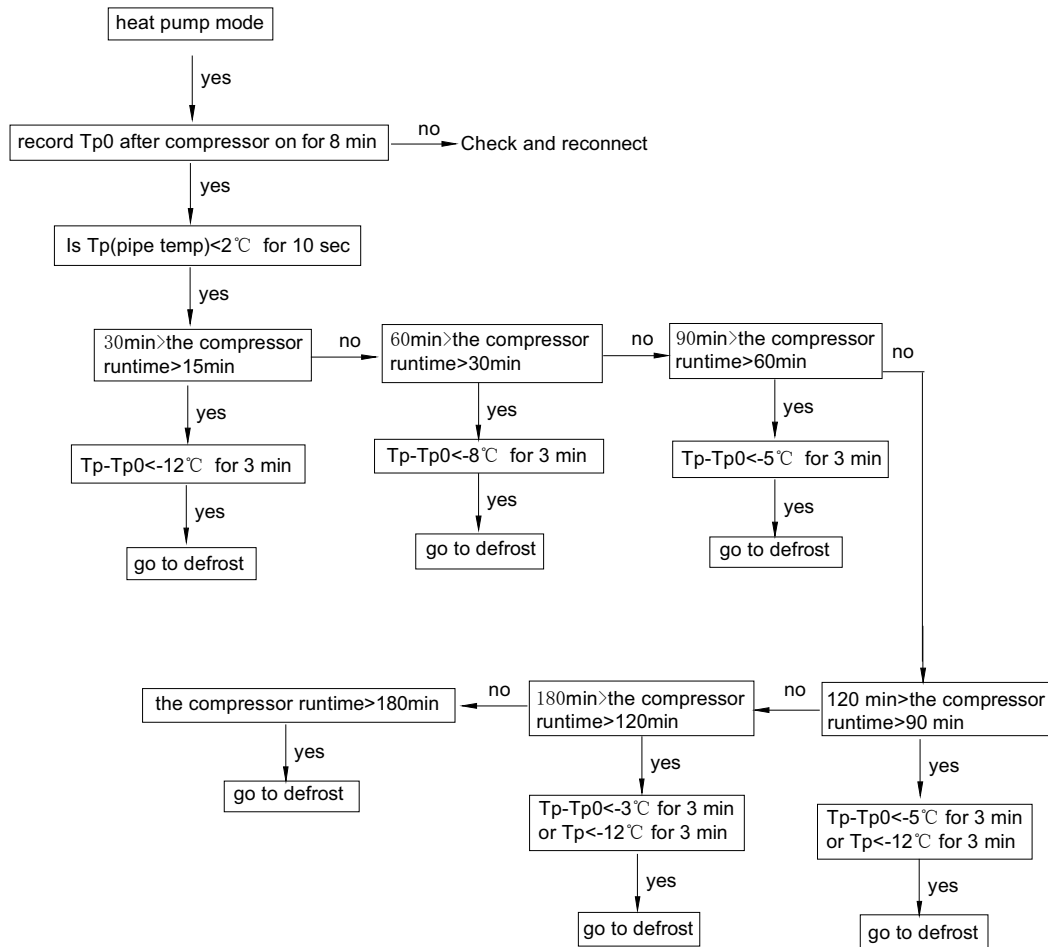 heat pump mode
yes
record Tp0 after compressor on for 8 min
no
Check and reconnect
yes
Is Tp(pipe temp)<2℃ for 10 sec
yes
30min>the compressor
runtime>15min
no
60min>the compressor
runtime>30min
no
90min>the compressor
runtime>60min
no
yes
yes
yes
Tp-Tp0<-12℃ for 3 min
Tp-Tp0<-8℃ for 3 min
Tp-Tp0<-5℃ for 3 min
yes
yes
yes
go to defrost
go to defrost
go to defrost
120 min>the compressor
runtime>90 min
no
180min>the compressor
runtime>120min
no
the compressor runtime>180min
yes
yes
yes
go to defrost
Tp-Tp0<-3℃ for 3 min
or Tp<-12℃ for 3 min
Tp-Tp0<-5℃ for 3 min
or Tp<-12℃ for 3 min
yes
yes
go to defrost
go to defrost